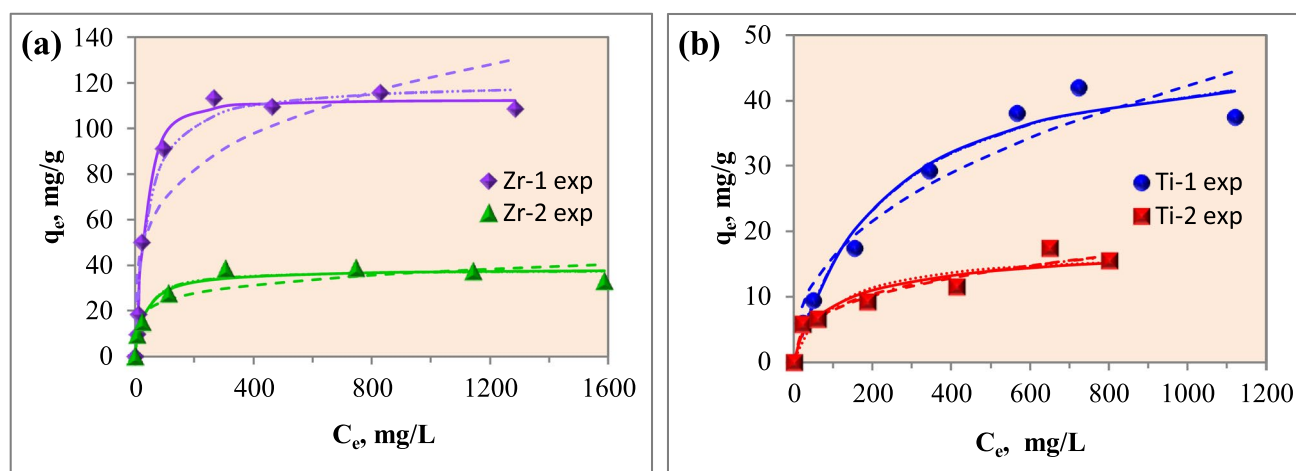 (a)
140
120
100
80
60
40
20
0
qe, mg/g
Zr-1 exp
Zr-2 exp
0 400 800 1200 1600
Ce, mg/L
(b)
50
40
30
20
10
0
qe, mg/g
Ti-1 exp
Ti-2 exp
0 200 400 600 800 1000 1200
Ce, mg/L